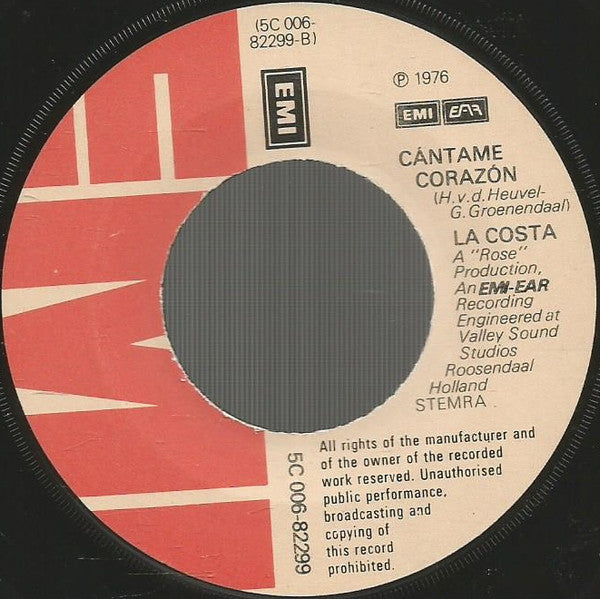 (5C 006-
82299-B)
EMI
℗ 1976
EMI EAR
CÁNTAME
CORAZÓN
(H.v.d.Heuvel-
G. Groenendaal)
LA COSTA
A "Rose"
Production,
An EMI-EAR
Recording
Engineered at
Valley Sound
Studios
Roosendaal
Holland
STEMRA
All rights of the manufacturer and
of the owner of the recorded
work reserved. Unauthorised
public performance,
broadcasting and
copying of
this record
prohibited.
5C 006-82299
EMI